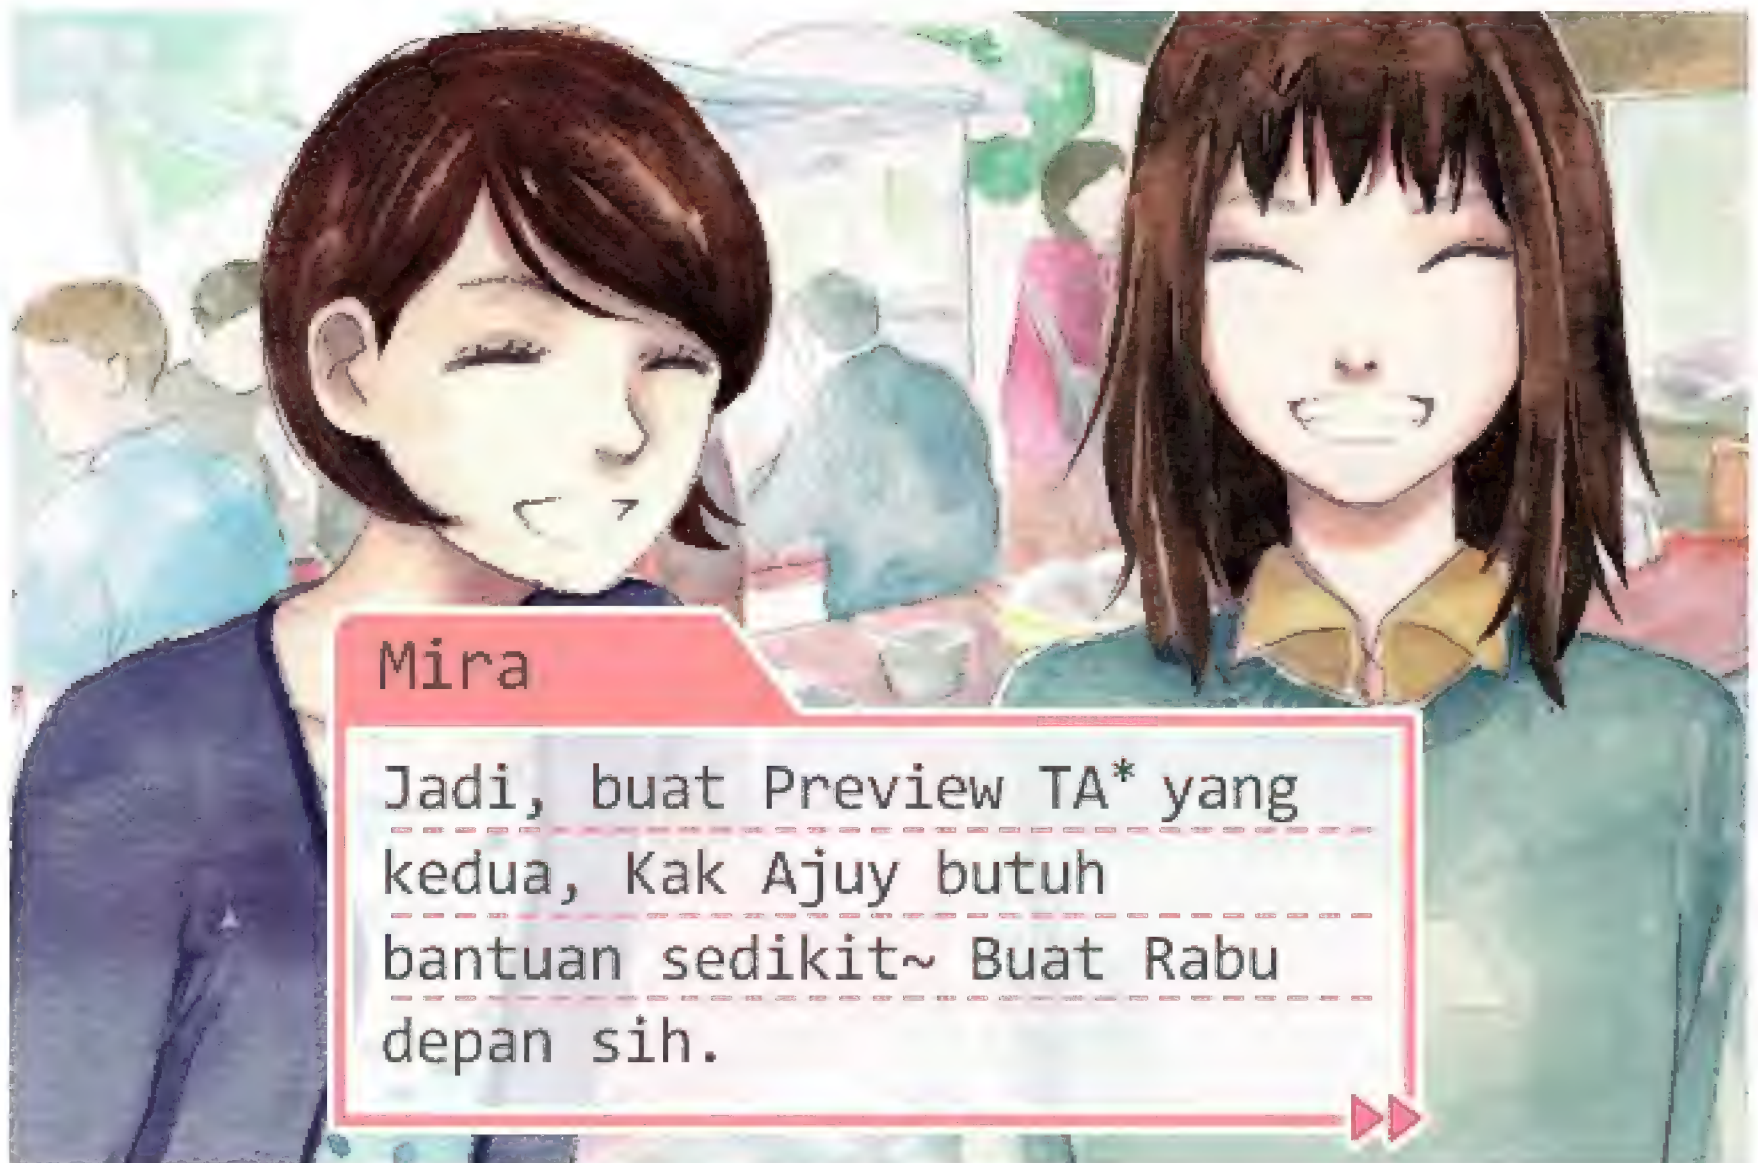 Mira
Jadi, buat Preview TA* yang
kedua, Kak Ajuy butuh
bantuan sedikit~ Buat Rabu
depan sih.